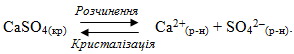 Розчинення
CaSO4(кр) ⇄ Ca2+(р-н) + SO42−(р-н).
Кристалізація